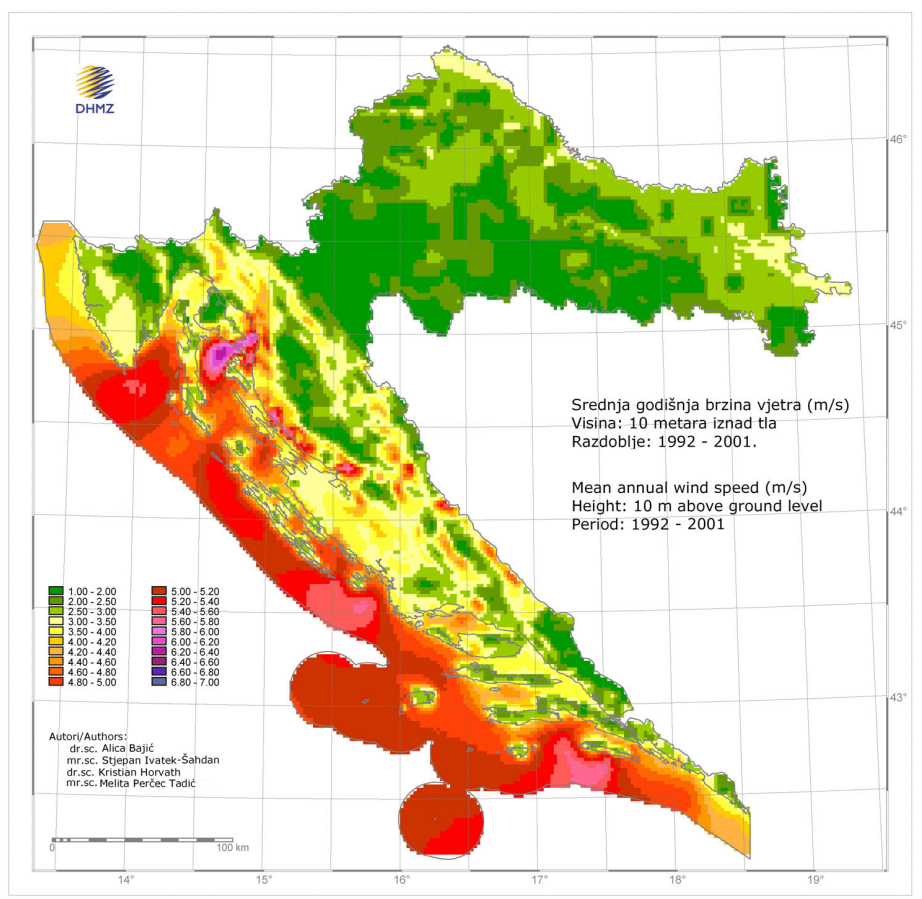 DHMZ
46°
45°
Srednja godišnja brzina vjetra (m/s)
Visina: 10 metara iznad tla
Razdoblje: 1992 - 2001.
Mean annual wind speed (m/s)
Height: 10 m above ground level
Period: 1992 - 2001
44°
1.00 - 2.00
2.00 - 2.50
2.50 - 3.00
3.00 - 3.50
3.50 - 4.00
4.00 - 4.20
4.20 - 4.40
4.40 - 4.60
4.60 - 4.80
4.80 - 5.00
5.00 - 5.20
5.20 - 5.40
5.40 - 5.60
5.60 - 5.80
5.80 - 6.00
6.00 - 6.20
6.20 - 6.40
6.40 - 6.60
6.60 - 6.80
6.80 - 7.00
43°
Autori/Authors:
dr.sc. Alica Bajić
mr.sc. Stjepan Ivatek-Šahdan
dr.sc. Kristian Horvath
mr.sc. Melita Perčec Tadić
0 100 km
14° 15° 16° 17° 18° 19°